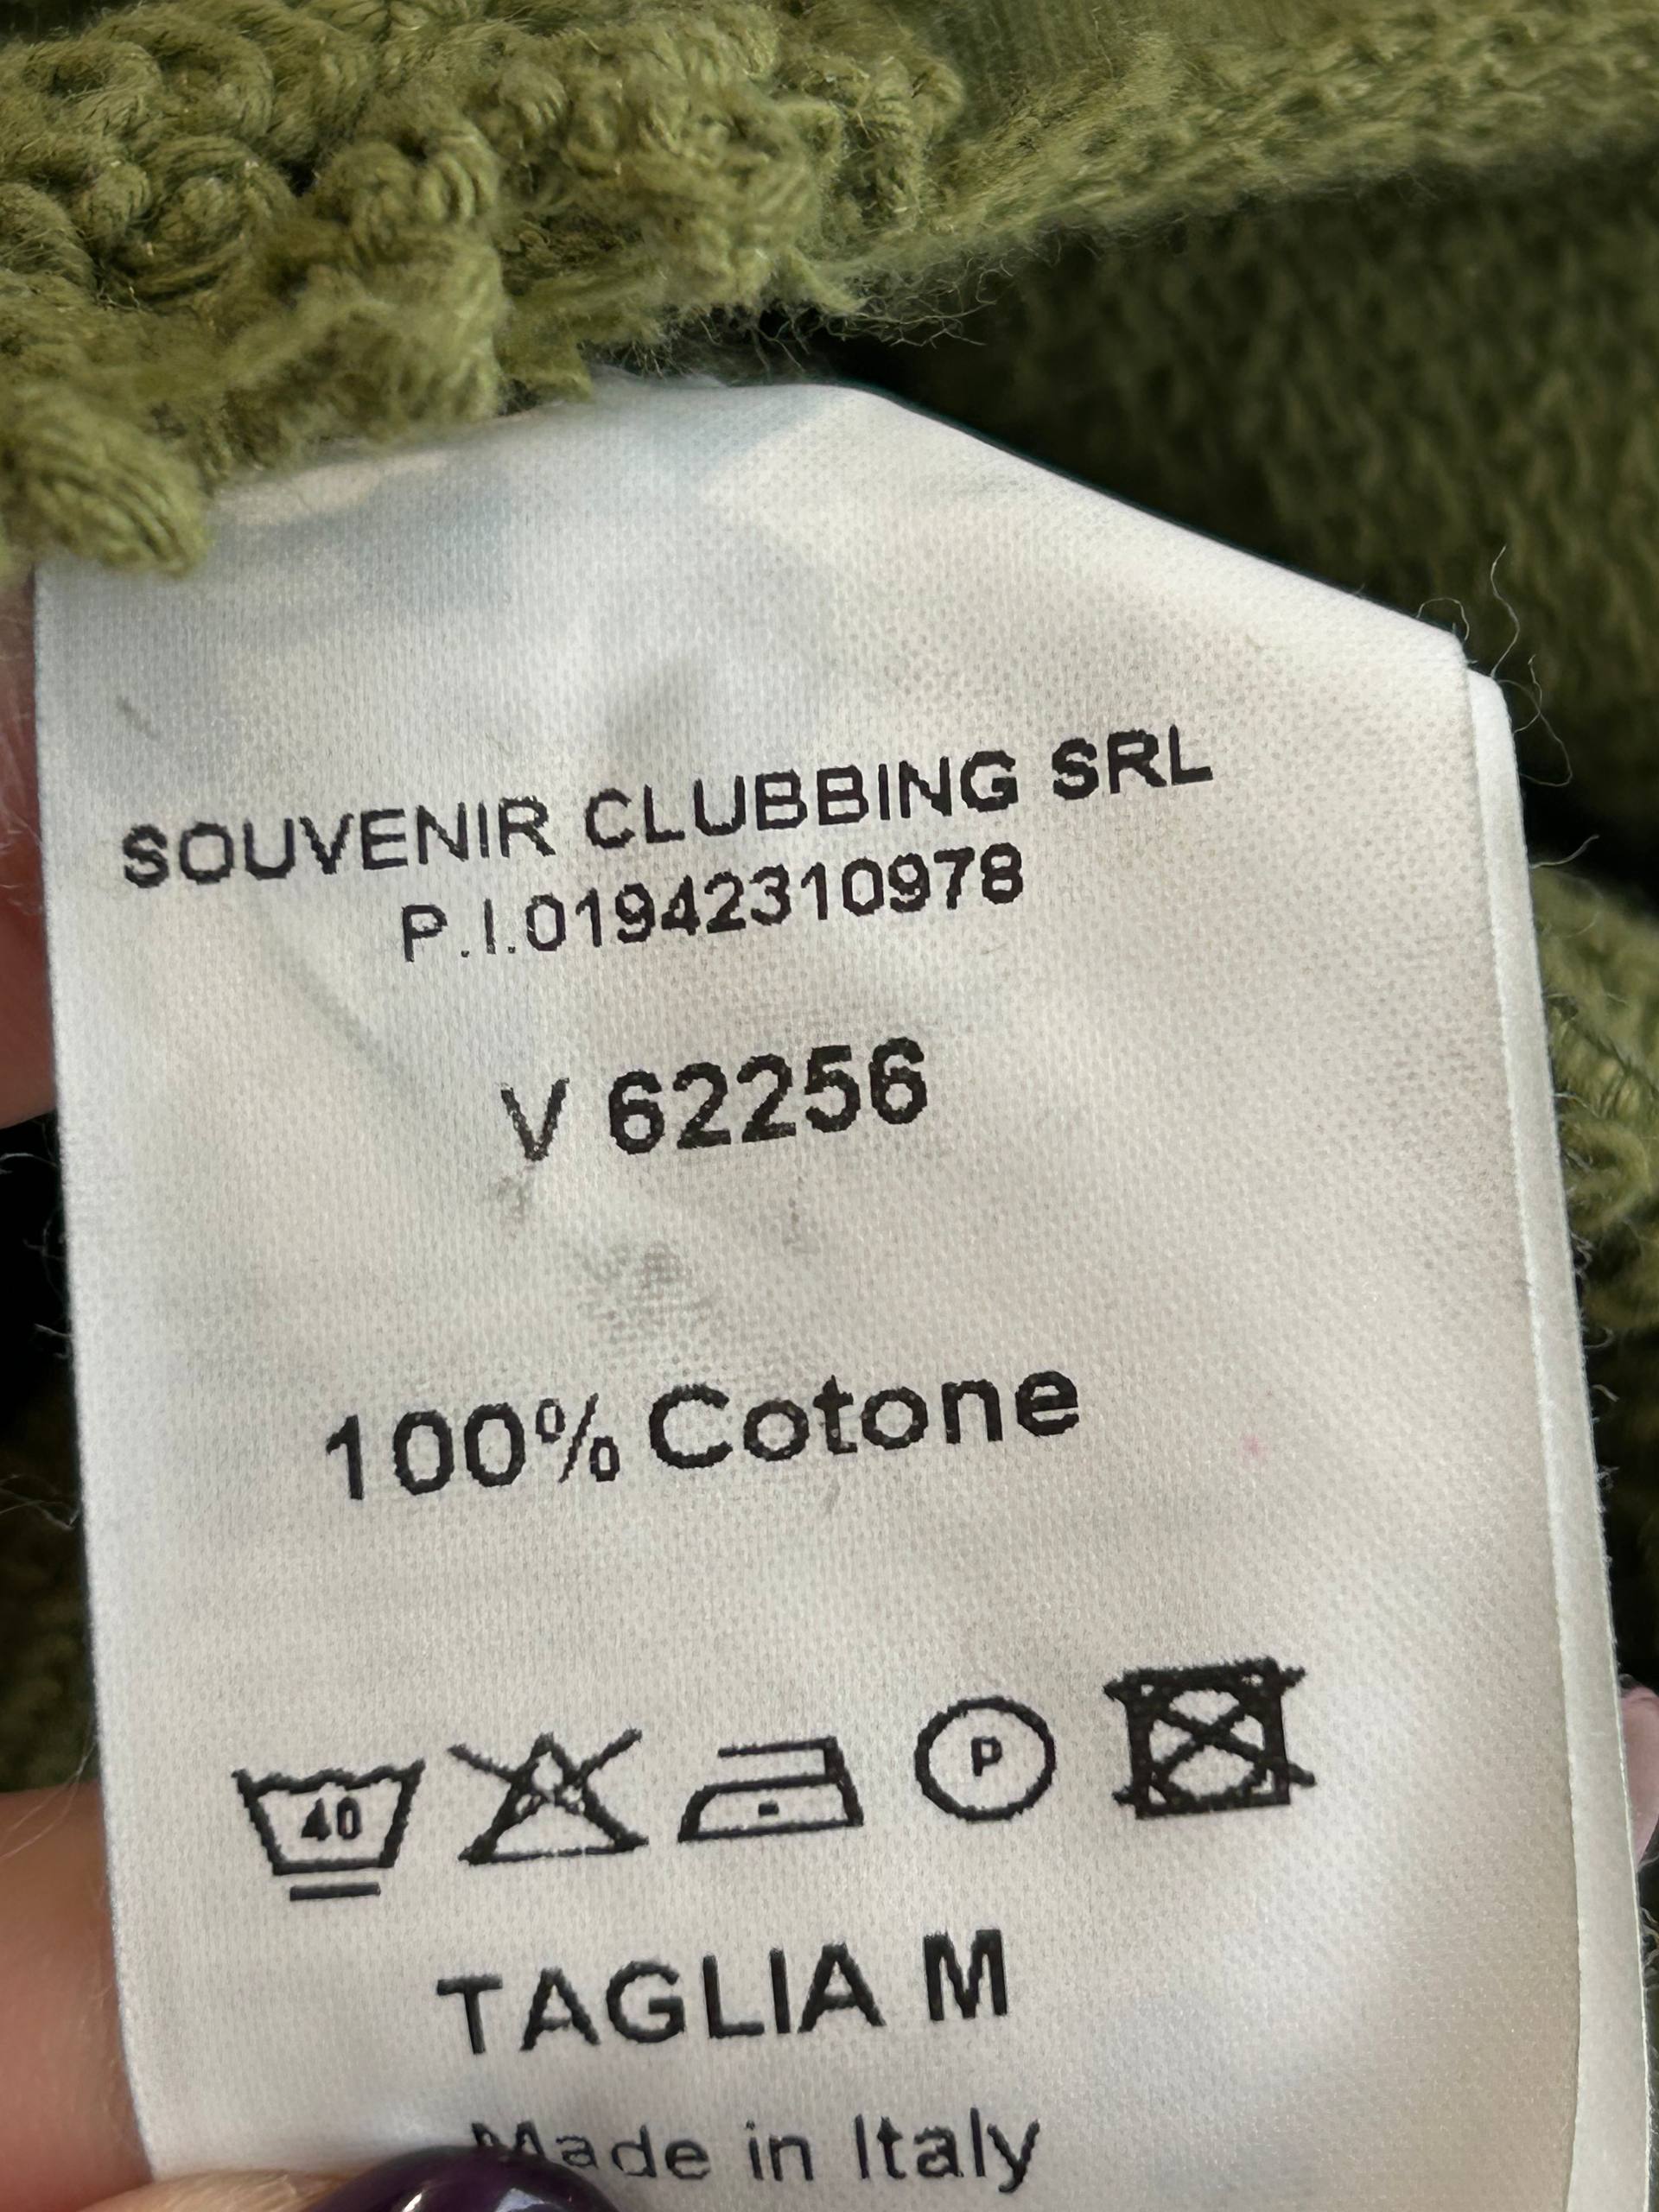 SOUVENIR CLUBBING SRL
P.I.01942310978
V 62256
100% Cotone
40
P
TAGLIA M
Made in Italy